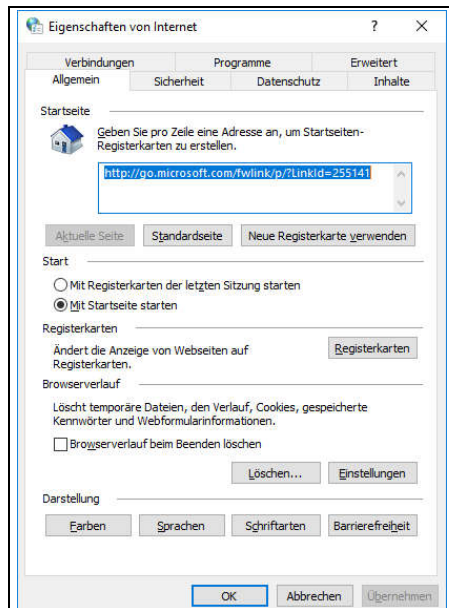 Eigenschaften von Internet
Verbindungen Programme Erweitert
Allgemein Sicherheit Datenschutz Inhalte
Startseite
Geben Sie pro Zeile eine Adresse an, um Startseiten-
Registerkarten zu erstellen.
http://go.microsoft.com/fwlink/p/?LinkId=255141
Aktuelle Seite Standardseite Neue Registerkarte verwenden
Start
Mit Registerkarten der letzten Sitzung starten
Mit Startseite starten
Registerkarten
Ändert die Anzeige von Webseiten auf
Registerkarten.
Registerkarten
Browserverlauf
Löscht temporäre Dateien, den Verlauf, Cookies, gespeicherte
Kennwörter und Webformularinformationen.
Browserverlauf beim Beenden löschen
Löschen... Einstellungen
Darstellung
Farben Sprachen Schriftarten Barrierefreiheit
OK Abbrechen Übernehmen